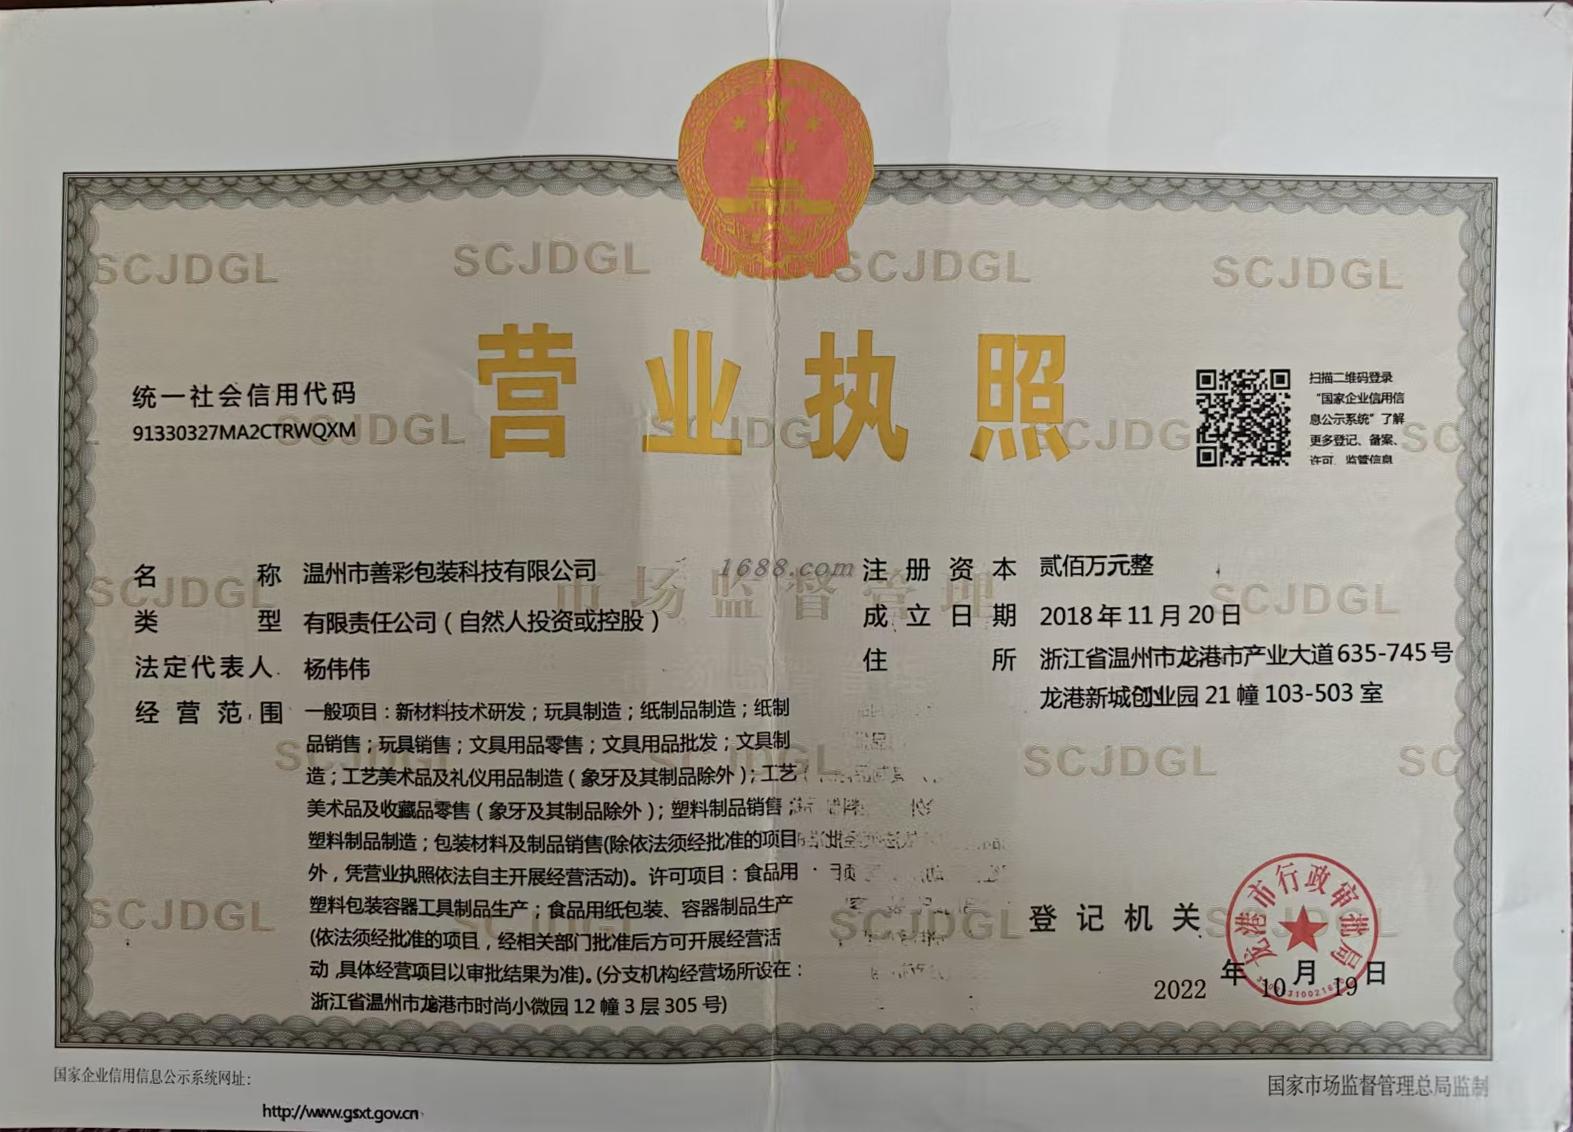 SCJDGL SCJDGL SCJDGL SCJDGL
营业执照
统一社会信用代码
91330327MA2CTRWQXM
扫描二维码登录
“国家企业信用信
息公示系统”了解
更多登记、备案、
许可、监管信息
SCJDGL SCJDGL
1688.com
市场监督管理
名 称 温州市善彩包装科技有限公司
类 型 有限责任公司(自然人投资或控股)
法定代表人 杨伟伟
经营范围 一般项目:新材料技术研发;玩具制造;纸制品制造;纸制
品销售;玩具销售;文具用品零售;文具用品批发;文具制
造;工艺美术品及礼仪用品制造(象牙及其制品除外);工艺
美术品及收藏品零售(象牙及其制品除外);塑料制品销售;
塑料制品制造;包装材料及制品销售(除依法须经批准的项目
外,凭营业执照依法自主开展经营活动)。许可项目:食品用
塑料包装容器工具制品生产;食品用纸包装、容器制品生产
(依法须经批准的项目,经相关部门批准后方可开展经营活
动,具体经营项目以审批结果为准)。(分支机构经营场所设在:
浙江省温州市龙港市时尚小微园12幢3层305号)
注册资本 贰佰万元整
成立日期 2018年11月20日
住 所 浙江省温州市龙港市产业大道635-745号
龙港新城创业园21幢103-503室
SCJDGL SCJDGL
SCJDGL SCJDGL
SCJDGL SCJDGL
登记机关
龙港市行政审批局
2022年10月19日
国家企业信用信息公示系统网址:
http://www.gsxt.gov.cn
国家市场监督管理总局监制